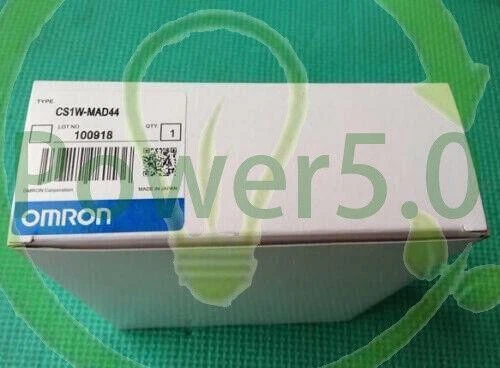 TYPE
CS1W-MAD44
LOT NO QTY
100918 1
OMRON Corporation MADE IN JAPAN
OMRON
Power5.0